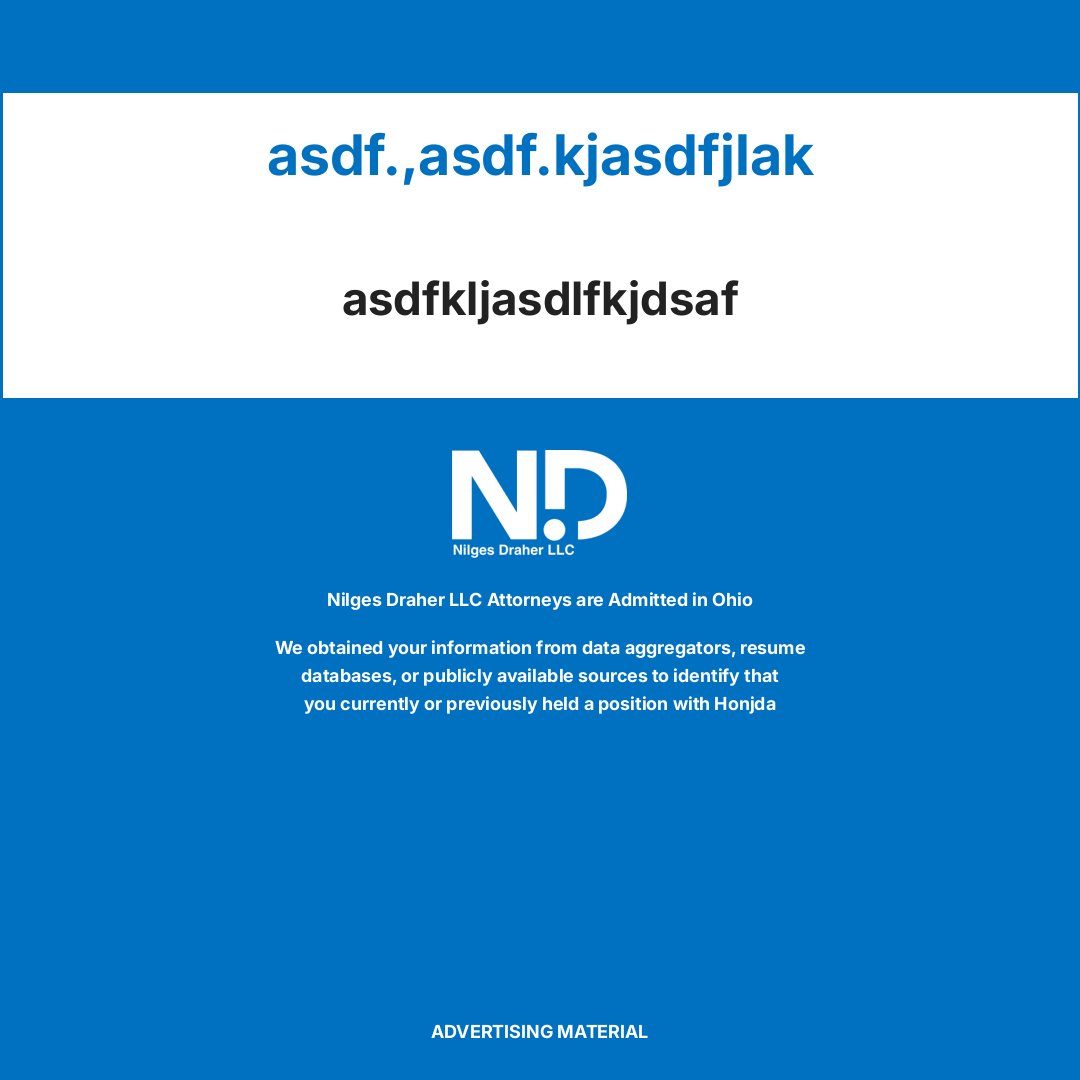 asdf.,asdf.kjasdfjlak
asdfkljasdlfkjdsaf
ND
Nilges Draher LLC
Nilges Draher LLC Attorneys are Admitted in Ohio
We obtained your information from data aggregators, resume
databases, or publicly available sources to identify that
you currently or previously held a position with Honjda
ADVERTISING MATERIAL